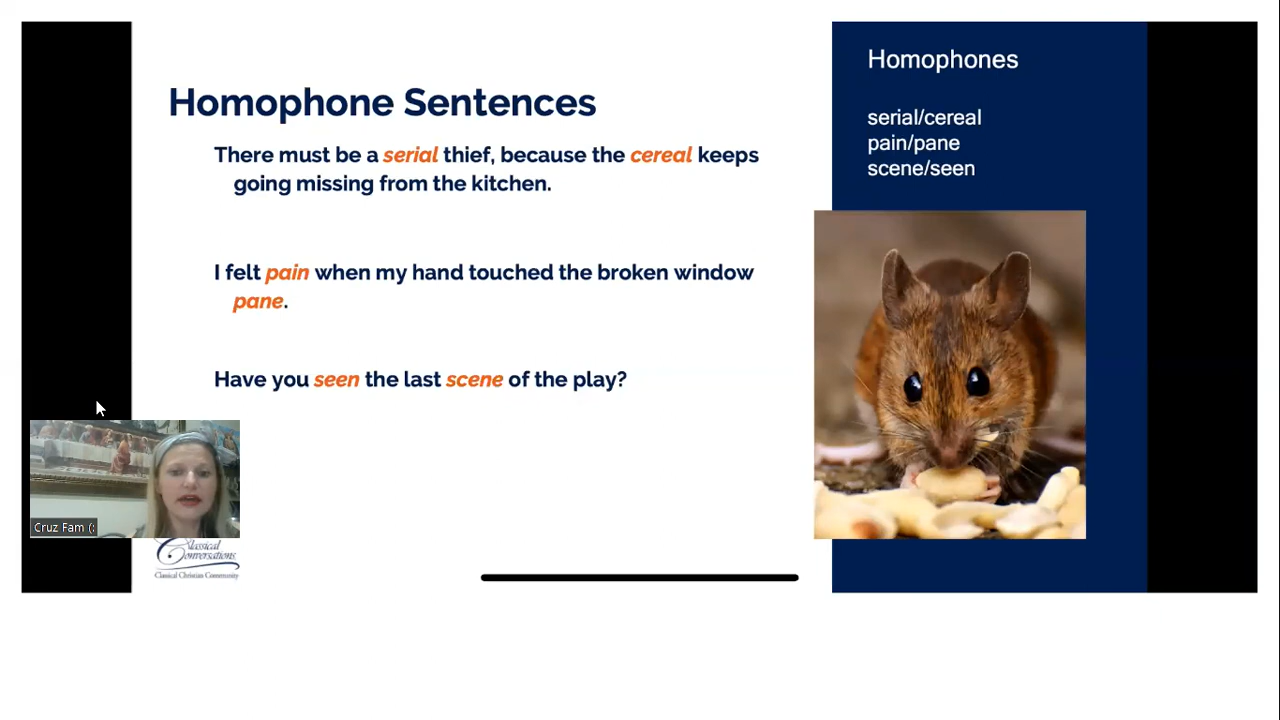 Homophone Sentences
There must be a serial thief, because the cereal keeps
going missing from the kitchen.
I felt pain when my hand touched the broken window
pane.
Have you seen the last scene of the play?
Homophones
serial/cereal
pain/pane
scene/seen
Cruz Fam (:
Classical
Conversations
Classical Christian Community